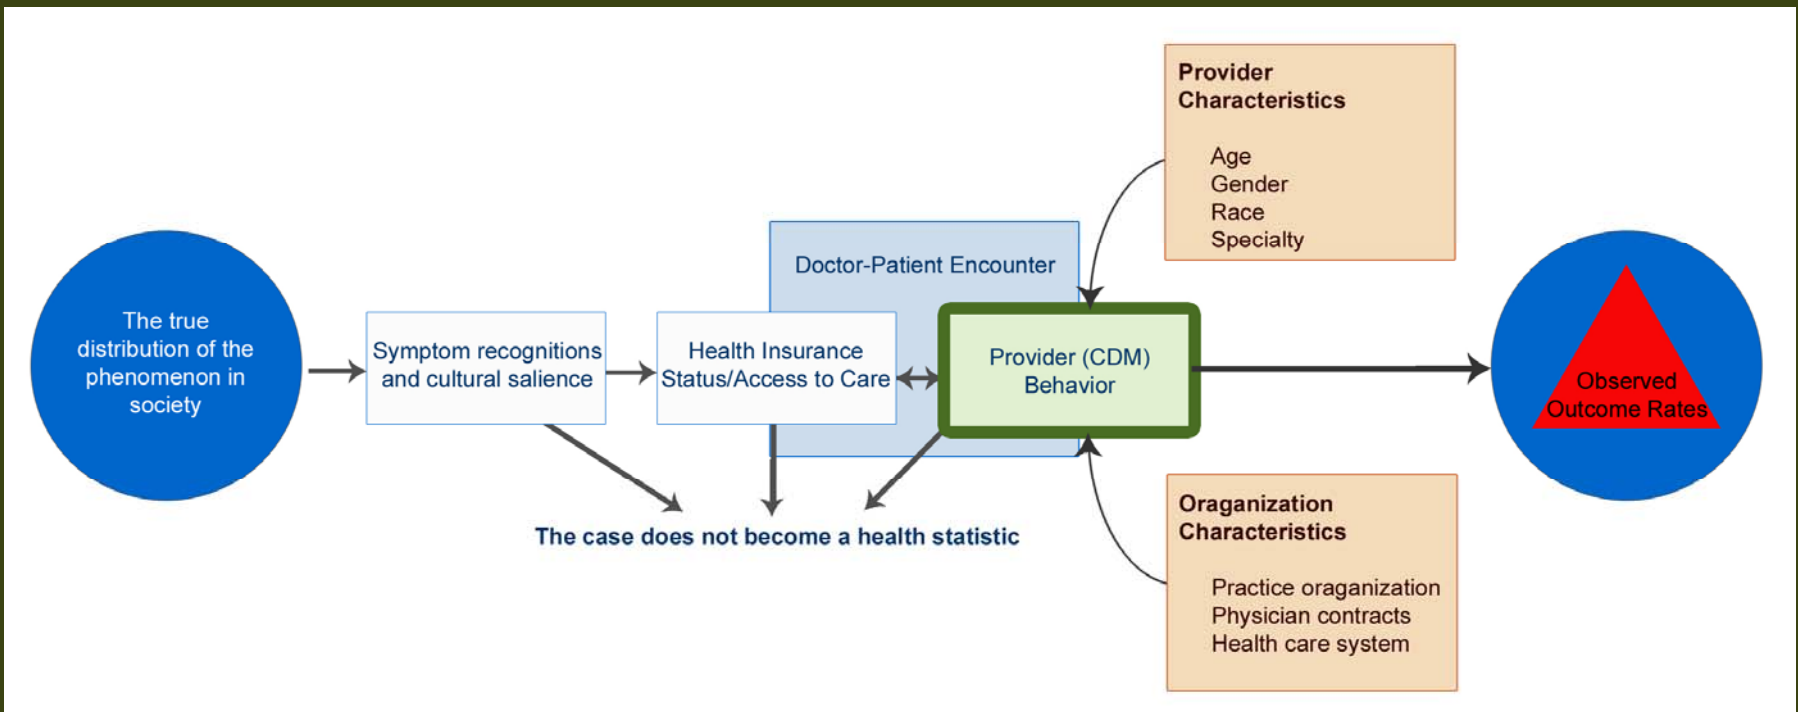 The true
distribution of the
phenomenon in
society
Symptom recognitions
and cultural salience
Doctor-Patient Encounter
Health Insurance
Status/Access to Care
Provider (CDM)
Behavior
The case does not become a health statistic
Provider
Characteristics
Age
Gender
Race
Specialty
Oraganization
Characteristics
Practice oraganization
Physician contracts
Health care system
Observed
Outcome Rates